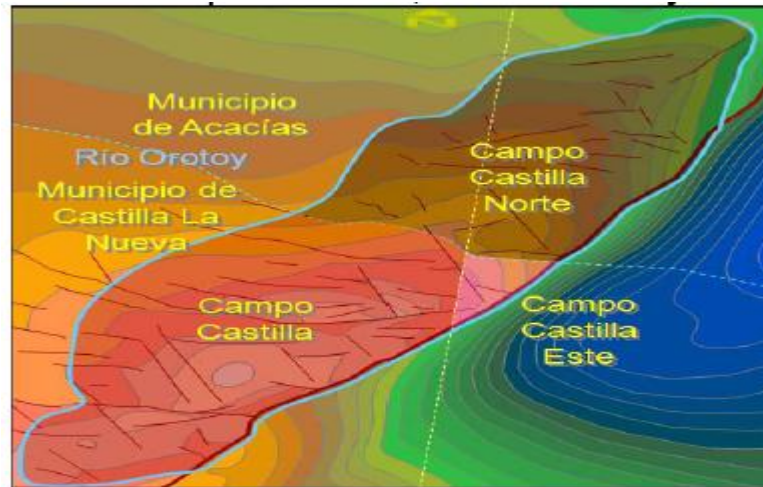 Municipio
de Acacías
Río Orotoy
Municipio de
Castilla La
Nueva
Campo
Castilla
Norte
Campo
Castilla
Campo
Castilla
Este